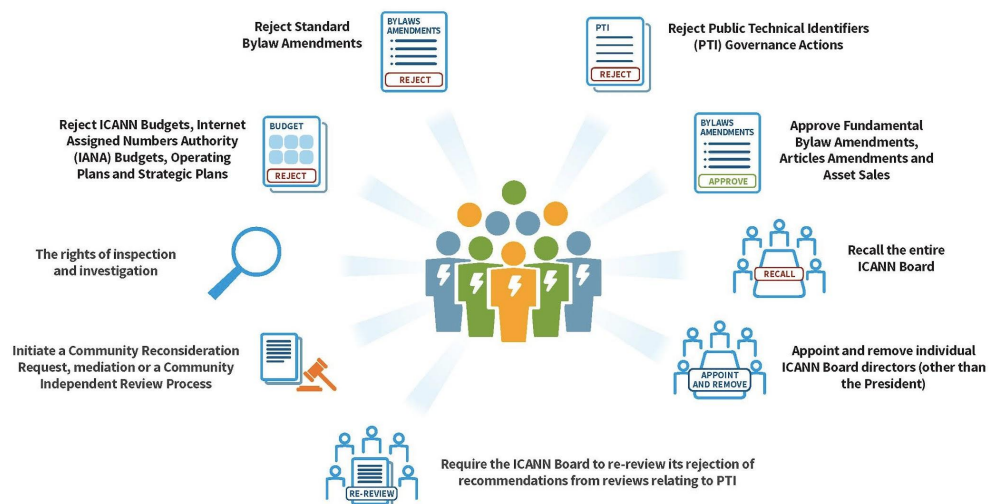 Reject Standard
Bylaw Amendments
BYLAWS
AMENDMENTS
REJECT
PTI
REJECT
Reject Public Technical Identifiers
(PTI) Governance Actions
Reject ICANN Budgets, Internet
Assigned Numbers Authority
(IANA) Budgets, Operating
Plans and Strategic Plans
BUDGET
REJECT
BYLAWS
AMENDMENTS
APPROVE
Approve Fundamental
Bylaw Amendments,
Articles Amendments and
Asset Sales
The rights of inspection
and investigation
RECALL
Recall the entire
ICANN Board
Initiate a Community Reconsideration
Request, mediation or a Community
Independent Review Process
APPOINT
AND REMOVE
Appoint and remove individual
ICANN Board directors (other than
the President)
RE-REVIEW
Require the ICANN Board to re-review its rejection of
recommendations from reviews relating to PTI